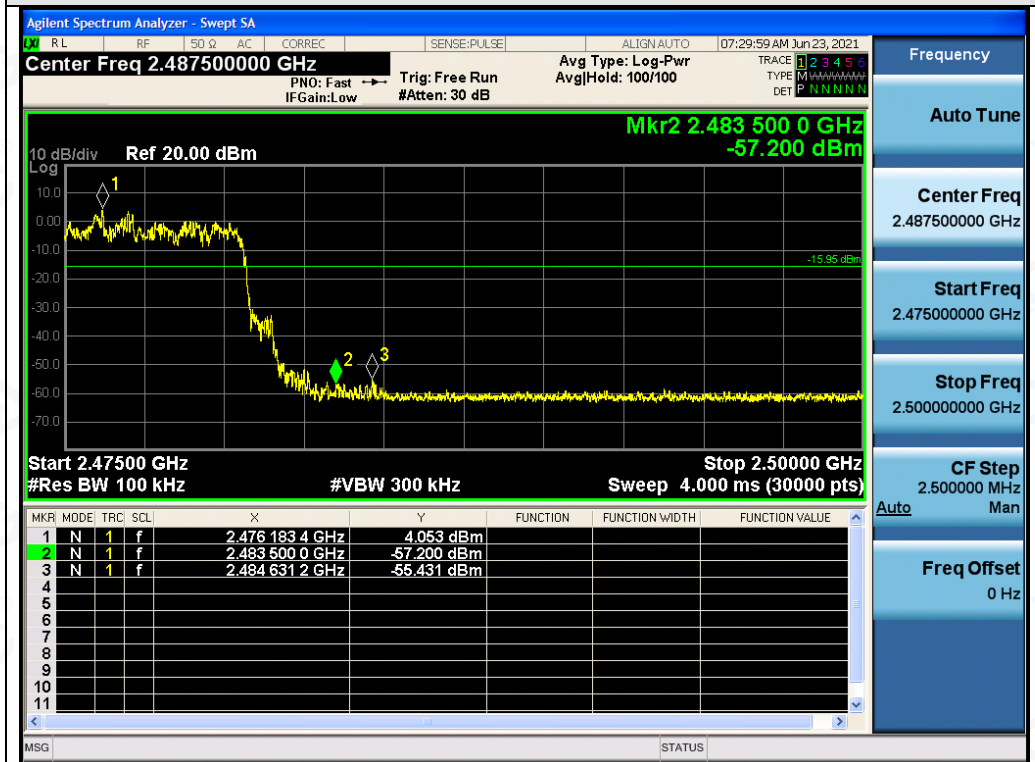 Agilent Spectrum Analyzer - Swept SA
LXI RL RF 50 Ω AC CORREC SENSE:PULSE ALIGN AUTO 07:29:59 AM Jun 23, 2021
Center Freq 2.487500000 GHz
PNO: Fast
IFGain:Low
Trig: Free Run
#Atten: 30 dB
Avg Type: Log-Pwr
Avg|Hold: 100/100
TRACE 1 2 3 4 5 6
TYPE M WWWWW
DET P N N N N N
Mkr2 2.483 500 0 GHz
-57.200 dBm
10 dB/div Ref 20.00 dBm
Log
10.0
0.00
-10.0
-20.0
-30.0
-40.0
-50.0
-60.0
-70.0
1
2
3
-15.95 dBm
Start 2.47500 GHz Stop 2.50000 GHz
#Res BW 100 kHz #VBW 300 kHz Sweep 4.000 ms (30000 pts)
MKR MODE TRC SCL X Y FUNCTION FUNCTION WIDTH FUNCTION VALUE
1 N 1 f 2.476 183 4 GHz 4.053 dBm
2 N 1 f 2.483 500 0 GHz -57.200 dBm
3 N 1 f 2.484 631 2 GHz -55.431 dBm
4
5
6
7
8
9
10
11
MSG STATUS
Frequency
Auto Tune
Center Freq
2.487500000 GHz
Start Freq
2.475000000 GHz
Stop Freq
2.500000000 GHz
CF Step
2.500000 MHz
Auto Man
Freq Offset
0 Hz